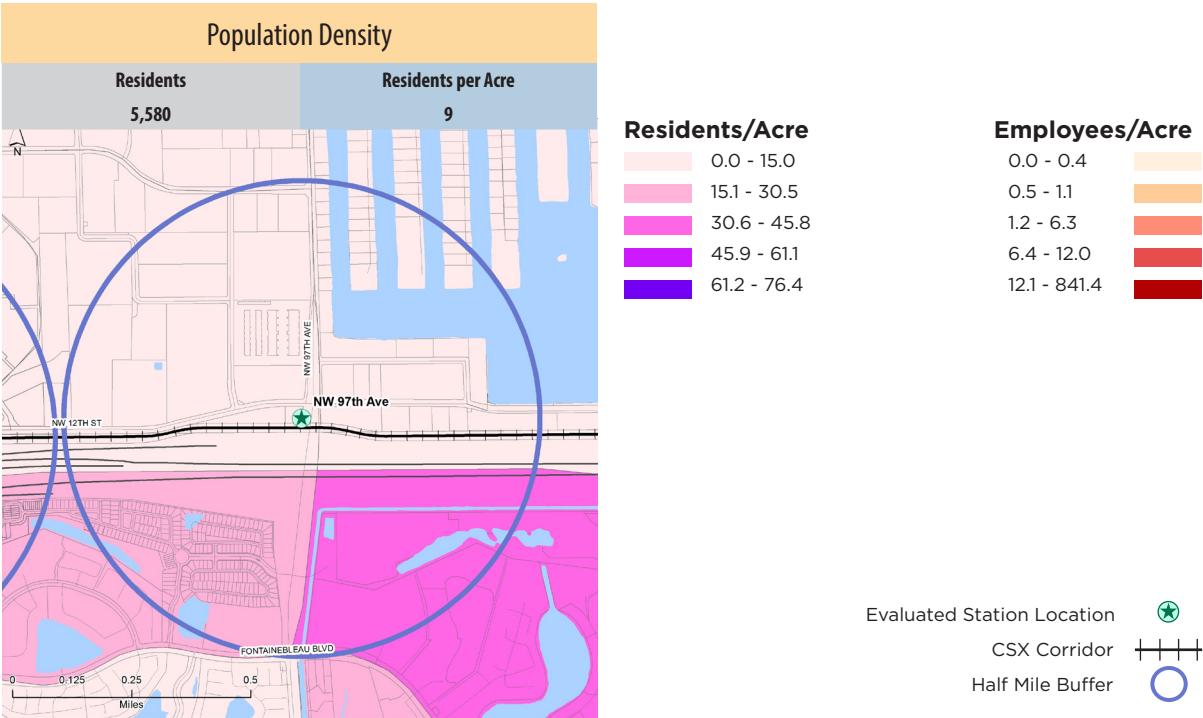 Population Density
Residents Residents per Acre
5,580 9
N
NW 97TH AVE
NW 97th Ave
NW 12TH ST
FONTAINEBLEAU BLVD
0 0.125 0.25 0.5
Miles
Residents/Acre
0.0 - 15.0
15.1 - 30.5
30.6 - 45.8
45.9 - 61.1
61.2 - 76.4
Employees/Acre
0.0 - 0.4
0.5 - 1.1
1.2 - 6.3
6.4 - 12.0
12.1 - 841.4
Evaluated Station Location
CSX Corridor
Half Mile Buffer